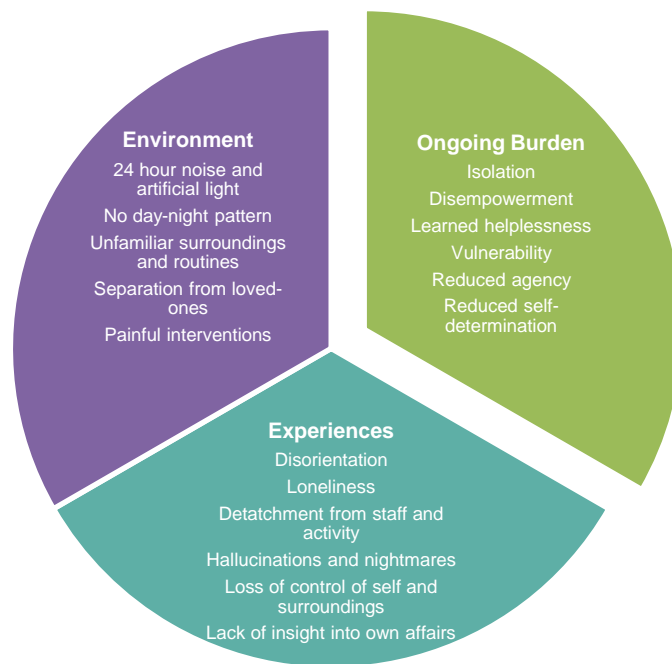 Environment
24 hour noise and
artificial light
No day-night pattern
Unfamiliar surroundings
and routines
Separation from loved-
ones
Painful interventions
Ongoing Burden
Isolation
Disempowerment
Learned helplessness
Vulnerability
Reduced agency
Reduced self-
determination
Experiences
Disorientation
Loneliness
Detatchment from staff and
activity
Hallucinations and nightmares
Loss of control of self and
surroundings
Lack of insight into own affairs